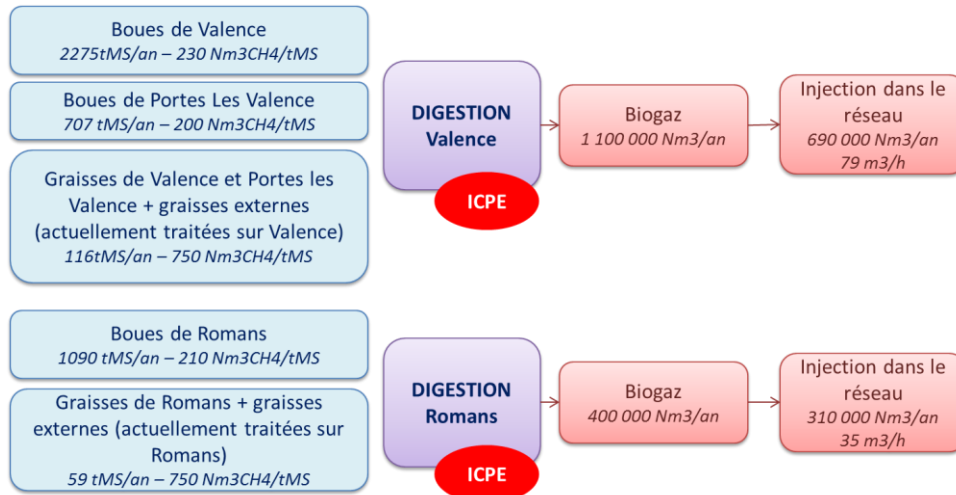 Boues de Valence
2275tMS/an – 230 Nm3CH4/tMS
Boues de Portes Les Valence
707 tMS/an – 200 Nm3CH4/tMS
Graisses de Valence et Portes les
Valence + graisses externes
(actuellement traitées sur Valence)
116tMS/an – 750 Nm3CH4/tMS
DIGESTION
Valence
ICPE
Biogaz
1 100 000 Nm3/an
Injection dans le
réseau
690 000 Nm3/an
79 m3/h
Boues de Romans
1090 tMS/an – 210 Nm3CH4/tMS
Graisses de Romans + graisses
externes (actuellement traitées sur
Romans)
59 tMS/an – 750 Nm3CH4/tMS
DIGESTION
Romans
ICPE
Biogaz
400 000 Nm3/an
Injection dans le
réseau
310 000 Nm3/an
35 m3/h